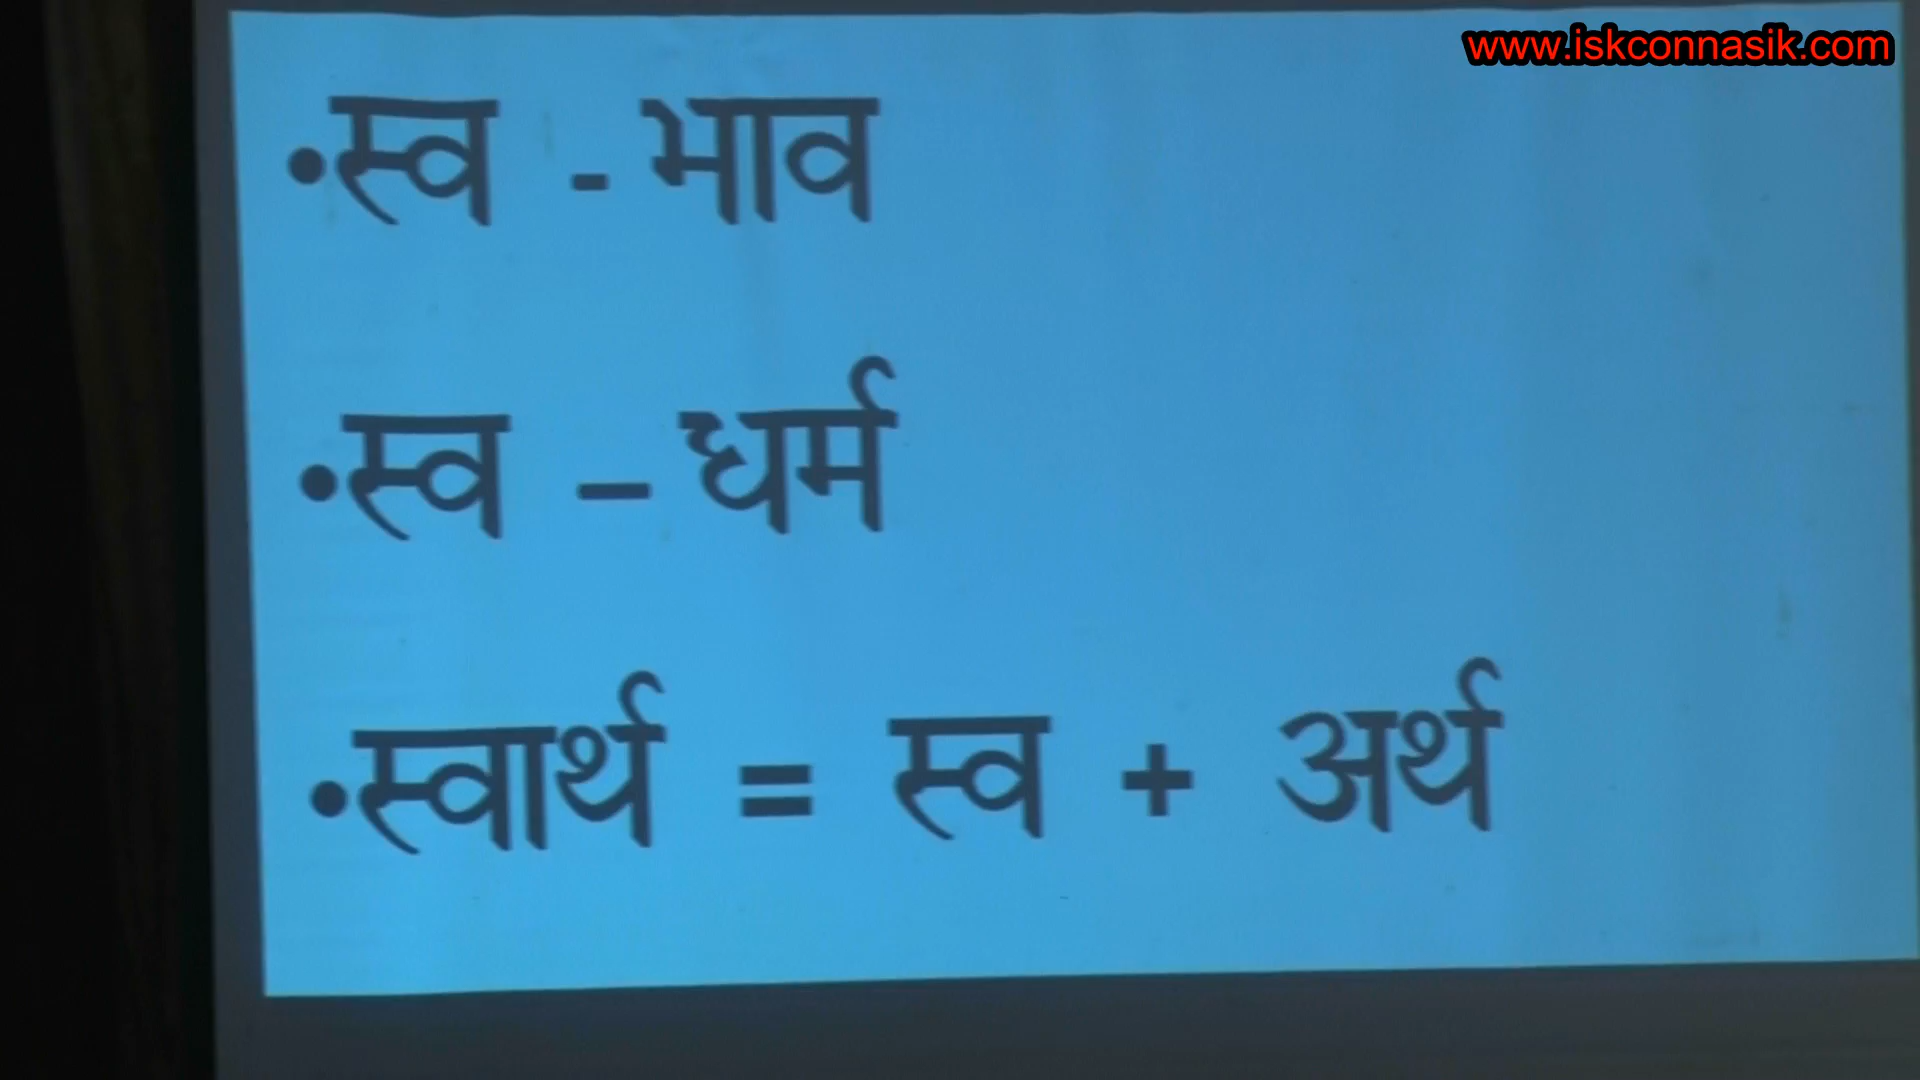 www.iskconnasik.com
•स्व - भाव
•स्व – धर्म
•स्वार्थ = स्व + अर्थ